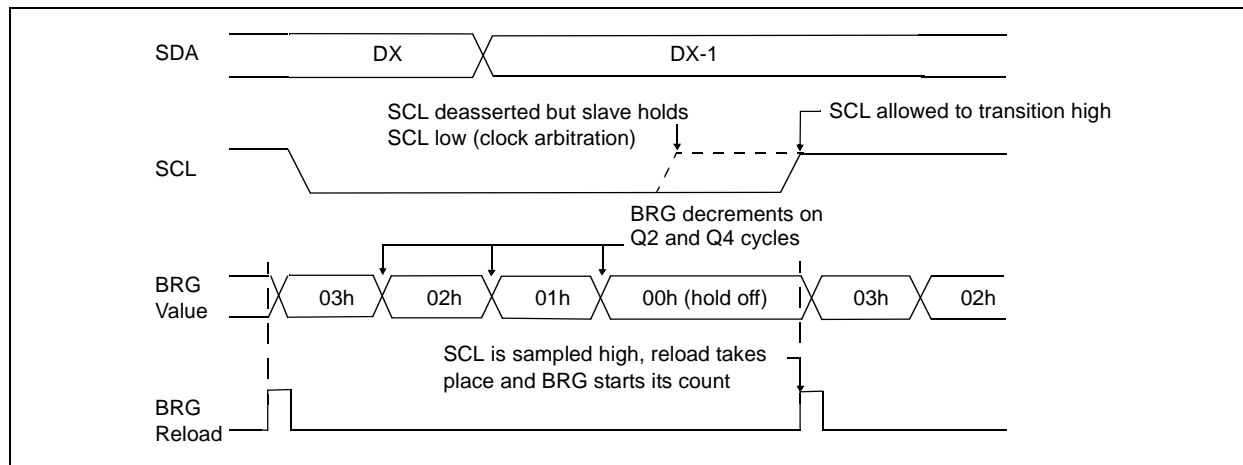 SDA
DX
DX-1
SCL deasserted but slave holds
SCL low (clock arbitration)
SCL allowed to transition high
SCL
BRG decrements on
Q2 and Q4 cycles
BRG
Value
03h
02h
01h
00h (hold off)
03h
02h
SCL is sampled high, reload takes
place and BRG starts its count
BRG
Reload